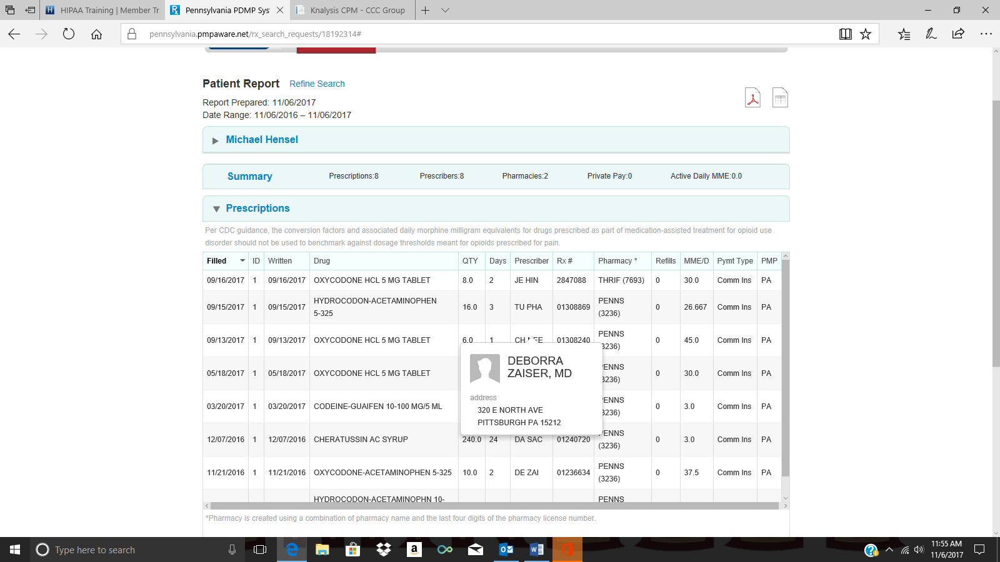 HIPAA Training | Member Tr
Pennsylvania PDMP Sys
Knalysis CPM - CCC Group
pennsylvania.pmpaware.net/rx_search_requests/18192314#
Patient Report Refine Search
Report Prepared: 11/06/2017
Date Range: 11/06/2016 – 11/06/2017
Michael Hensel
Summary Prescriptions:8 Prescribers:8 Pharmacies:2 Private Pay:0 Active Daily MME:0.0
Prescriptions
Per CDC guidance, the conversion factors and associated daily morphine milligram equivalents for drugs prescribed as part of medication-assisted treatment for opioid use
disorder should not be used to benchmark against dosage thresholds meant for opioids prescribed for pain.
Filled ID Written Drug QTY Days Prescriber Rx # Pharmacy * Refills MME/D Pymt Type PMP
09/16/2017 1 09/16/2017 OXYCODONE HCL 5 MG TABLET 8.0 2 JE HIN 2847088 THRIF (7693) 0 30.0 Comm Ins PA
09/15/2017 1 09/15/2017 HYDROCODON-ACETAMINOPHEN 5-325 16.0 3 TU PHA 01308869 PENNS (3236) 0 26.667 Comm Ins PA
09/13/2017 1 09/13/2017 OXYCODONE HCL 5 MG TABLET 6.0 1 CH 01308240 PENNS 3236) 0 45.0 Comm Ins PA
05/18/2017 1 05/18/2017 OXYCODONE HCL 5 MG TABLET ENNS 3236) 0 30.0 Comm Ins PA
03/20/2017 1 03/20/2017 CODEINE-GUAIFEN 10-100 MG/5 ML ENNS 3236) 0 3.0 Comm Ins PA
DEBORRA
ZAISER, MD
address
320 E NORTH AVE
PITTSBURGH PA 15212
12/07/2016 1 12/07/2016 CHERATUSSIN AC SYRUP 240.0 24 DA SAC 01240720 ENNS (3236) 0 3.0 Comm Ins PA
11/21/2016 1 11/21/2016 OXYCODONE-ACETAMINOPHEN 5-325 10.0 2 DE ZAI 01236634 PENNS (3236) 0 37.5 Comm Ins PA
HYDROCODON-ACETAMINOPHN 10- PENNS
*Pharmacy is created using a combination of pharmacy name and the last four digits of the pharmacy license number.
Type here to search
11:55 AM
11/6/2017